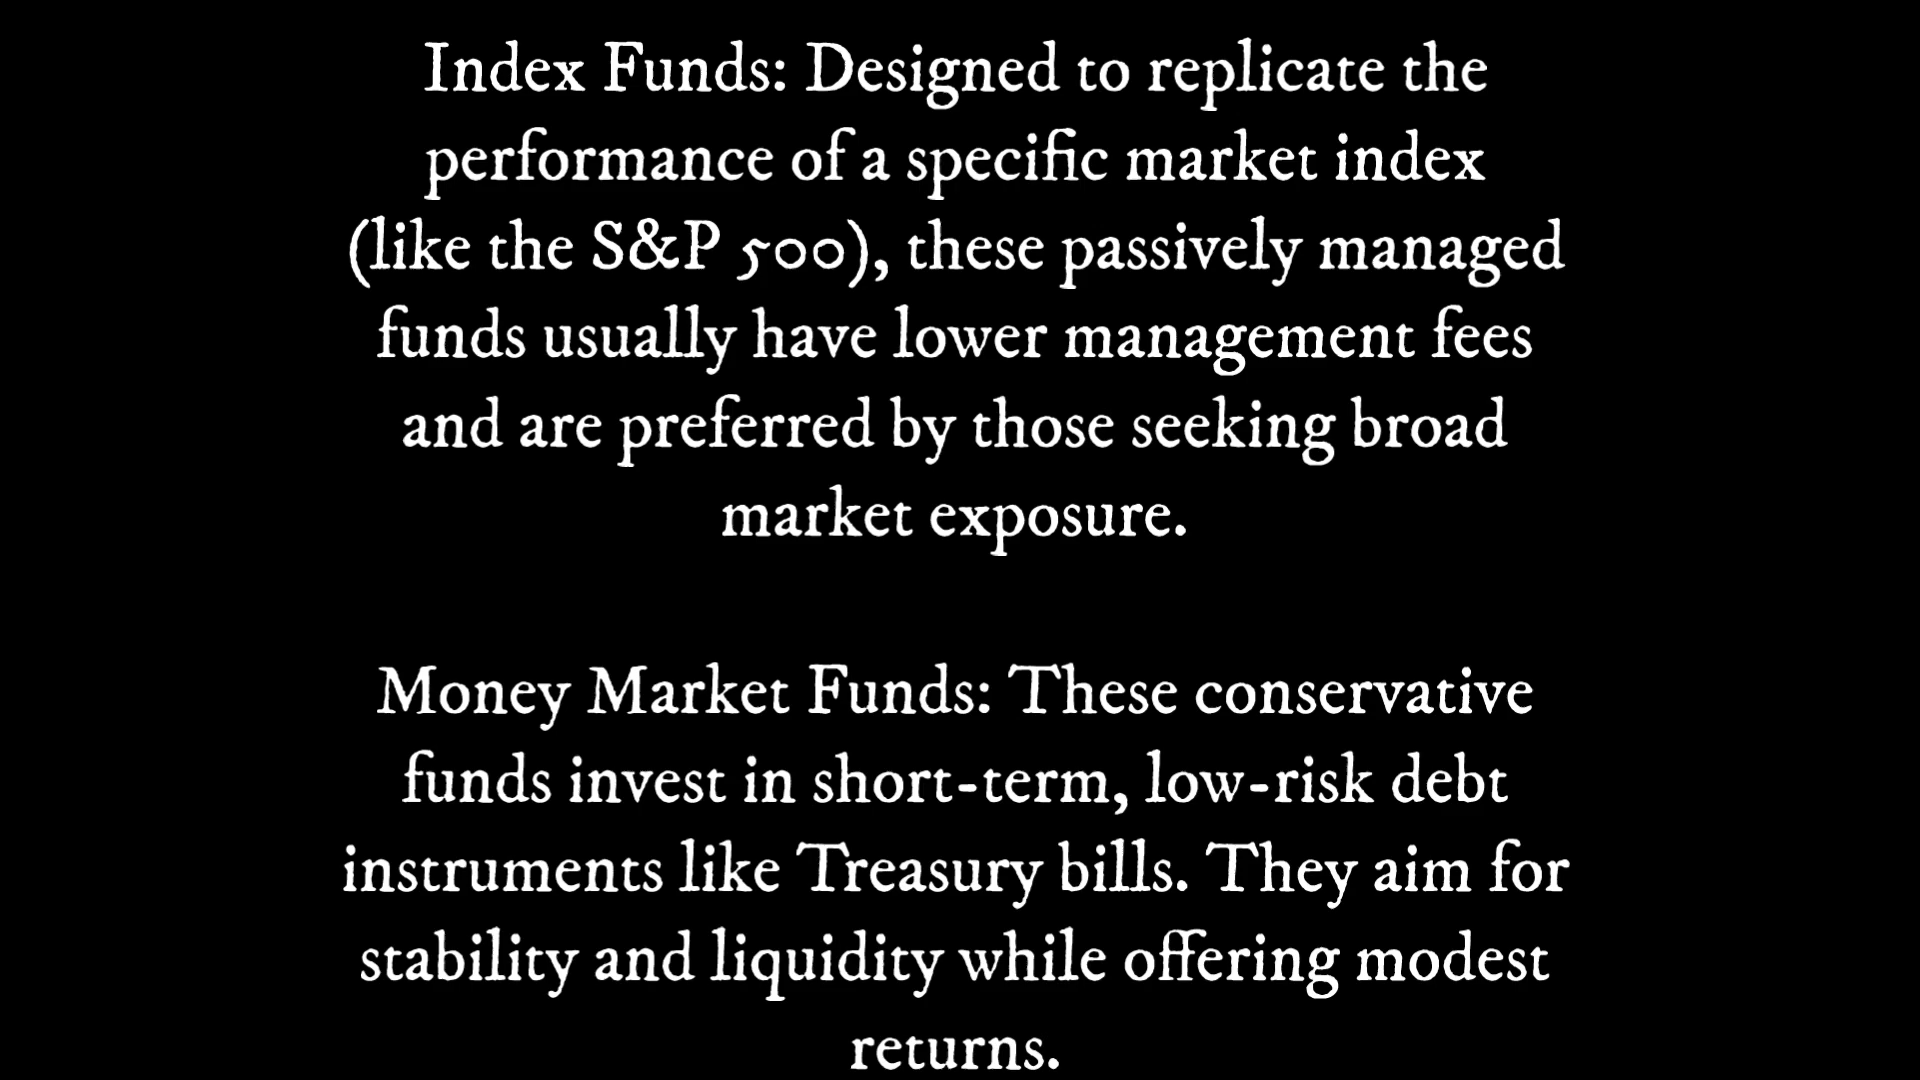 Index Funds: Designed to replicate the
performance of a specific market index
(like the S&P 500), these passively managed
funds usually have lower management fees
and are preferred by those seeking broad
market exposure.
Money Market Funds: These conservative
funds invest in short-term, low-risk debt
instruments like Treasury bills. They aim for
stability and liquidity while offering modest
returns.